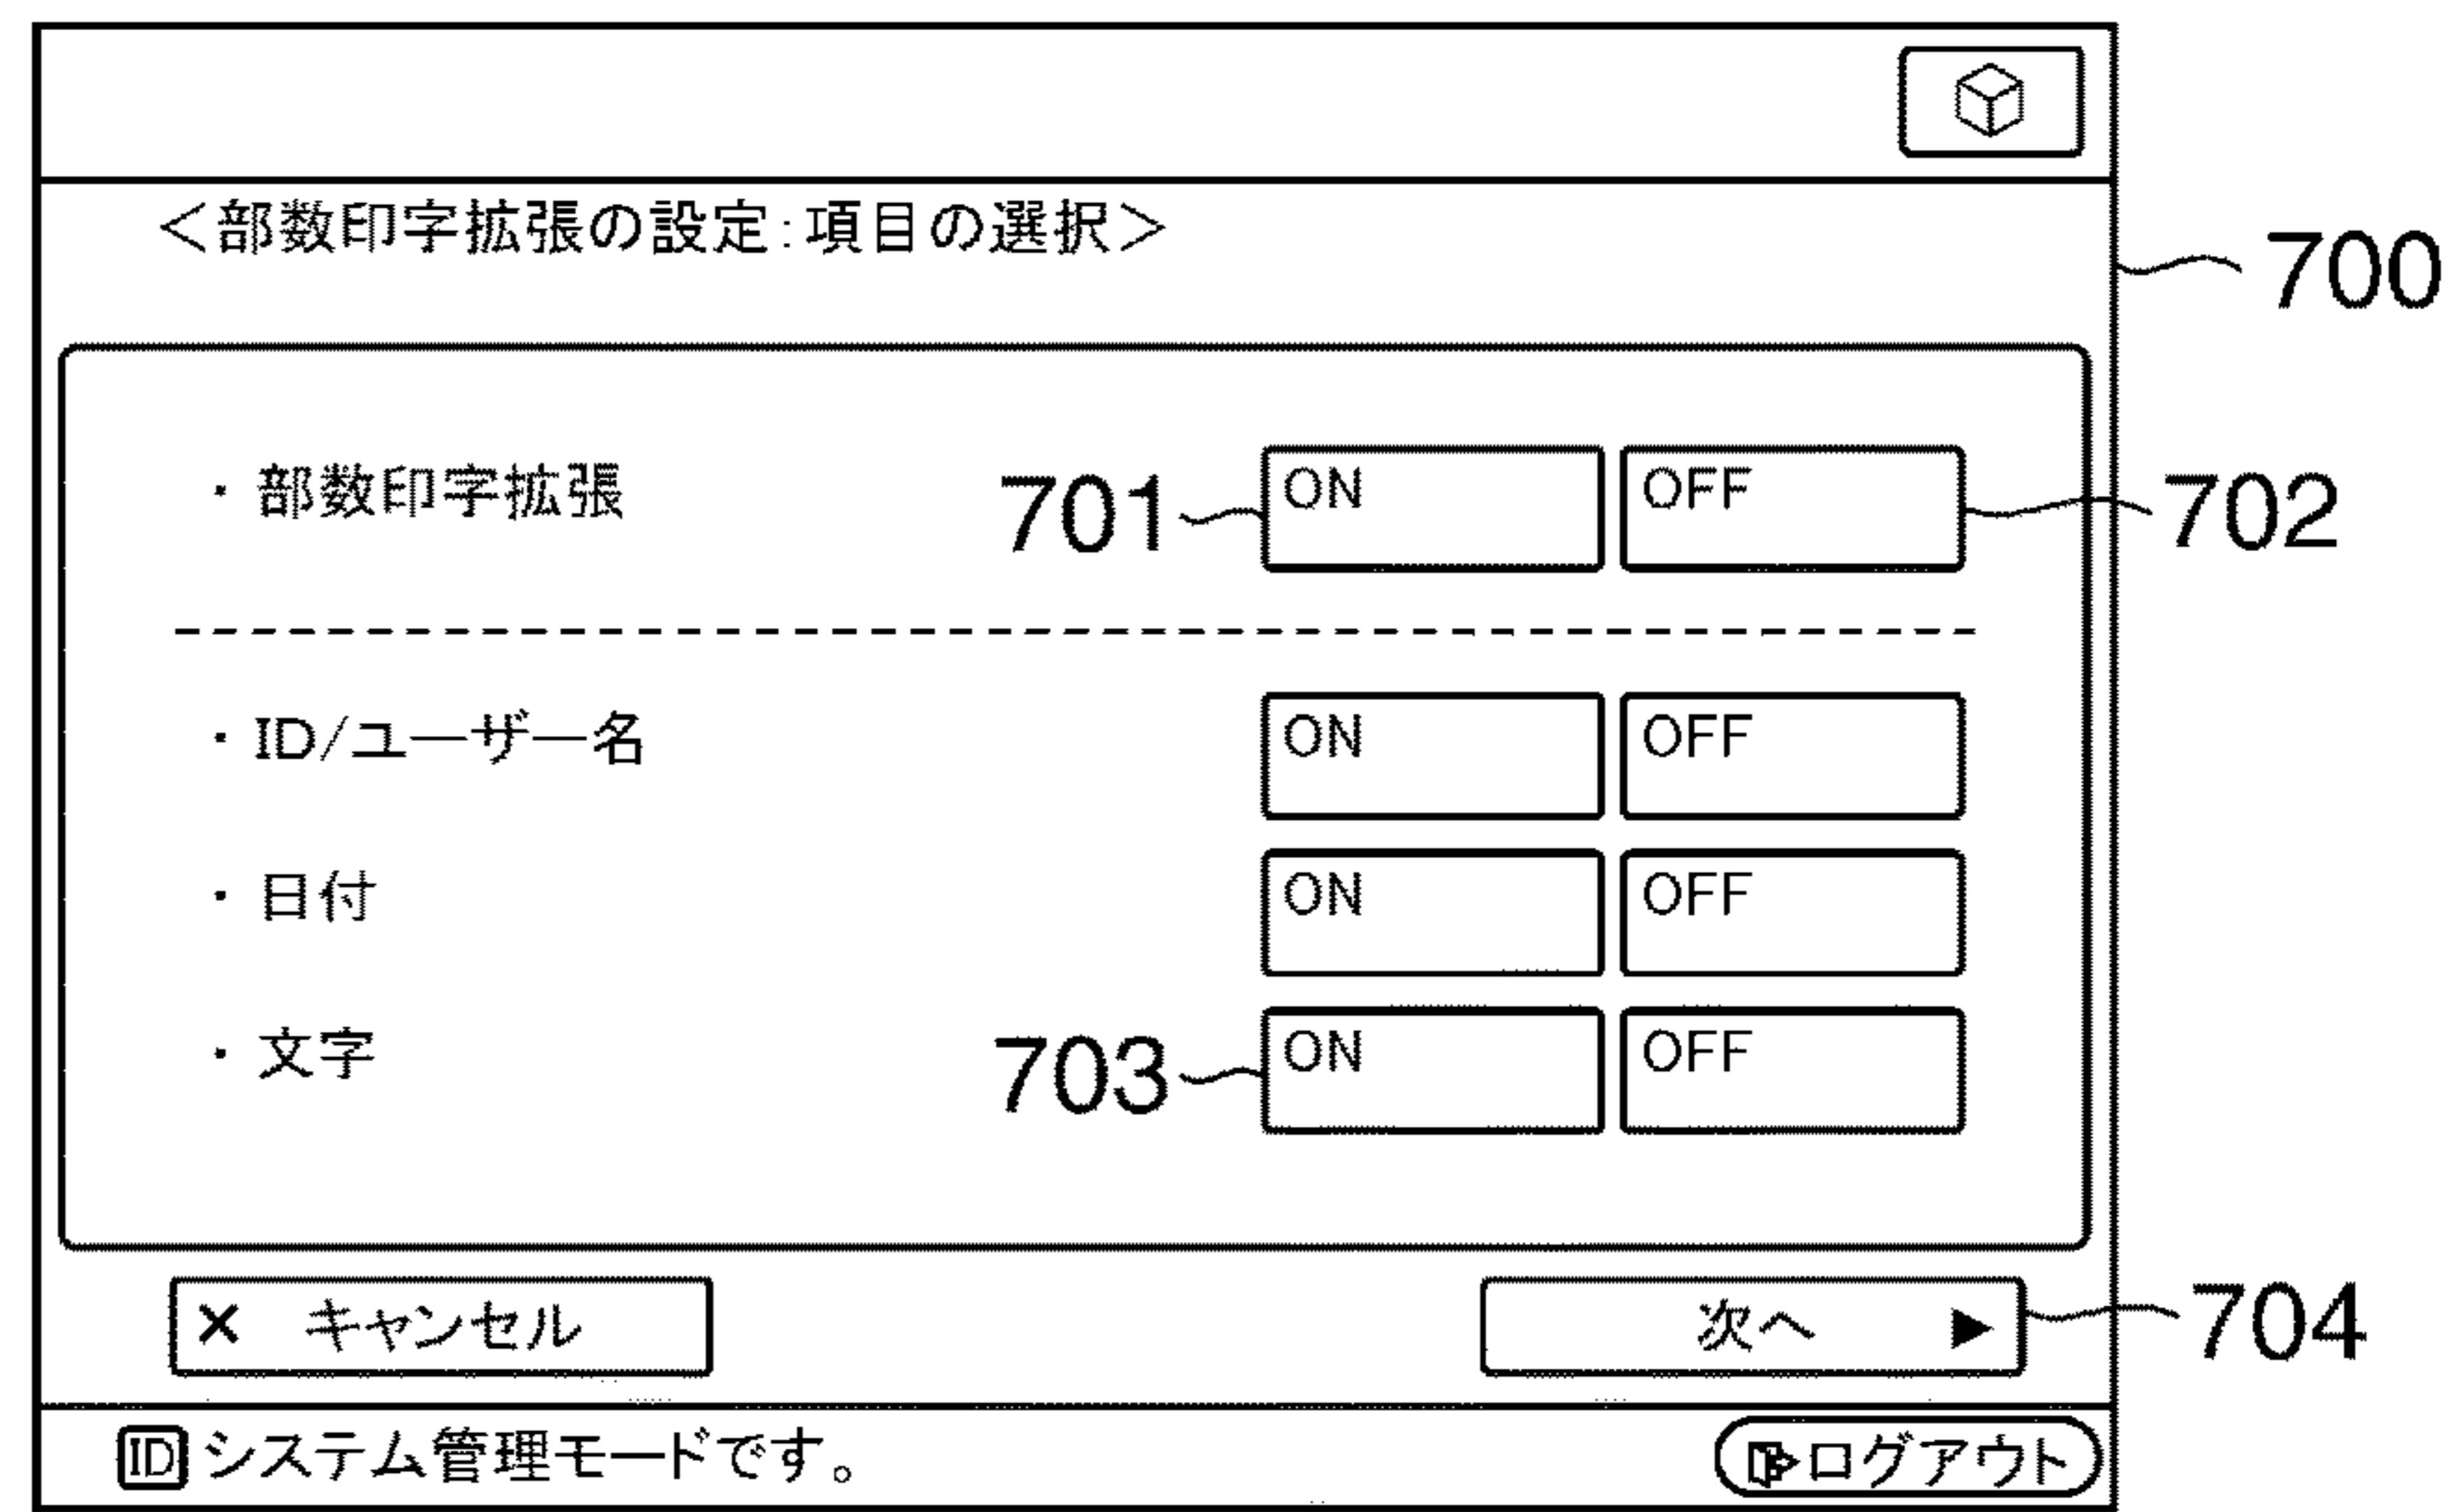 <部数印字拡張の設定:項目の選択>
700
・部数印字拡張 701 ON OFF 702
・ID/ユーザー名 ON OFF
・日付 ON OFF
・文字 703 ON OFF
× キャンセル 次へ ▶ 704
ID システム管理モードです。 ログアウト